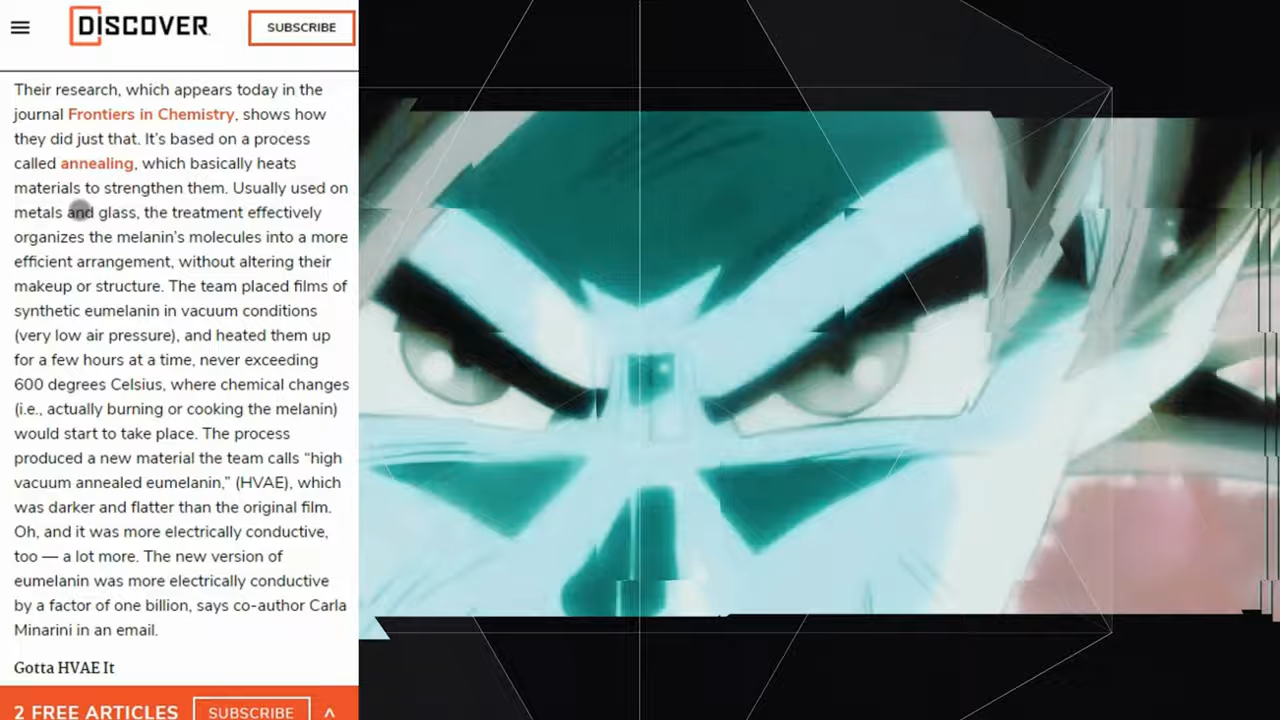 DISCOVER
SUBSCRIBE
Their research, which appears today in the
journal Frontiers in Chemistry, shows how
they did just that. It’s based on a process
called annealing, which basically heats
materials to strengthen them. Usually used on
metals and glass, the treatment effectively
organizes the melanin’s molecules into a more
efficient arrangement, without altering their
makeup or structure. The team placed films of
synthetic eumelanin in vacuum conditions
(very low air pressure), and heated them up
for a few hours at a time, never exceeding
600 degrees Celsius, where chemical changes
(i.e., actually burning or cooking the melanin)
would start to take place. The process
produced a new material the team calls “high
vacuum annealed eumelanin,” (HVAE), which
was darker and flatter than the original film.
Oh, and it was more electrically conductive,
too — a lot more. The new version of
eumelanin was more electrically conductive
by a factor of one billion, says co-author Carla
Minarini in an email.
Gotta HVAE It
2 FREE ARTICLES
SUBSCRIBE